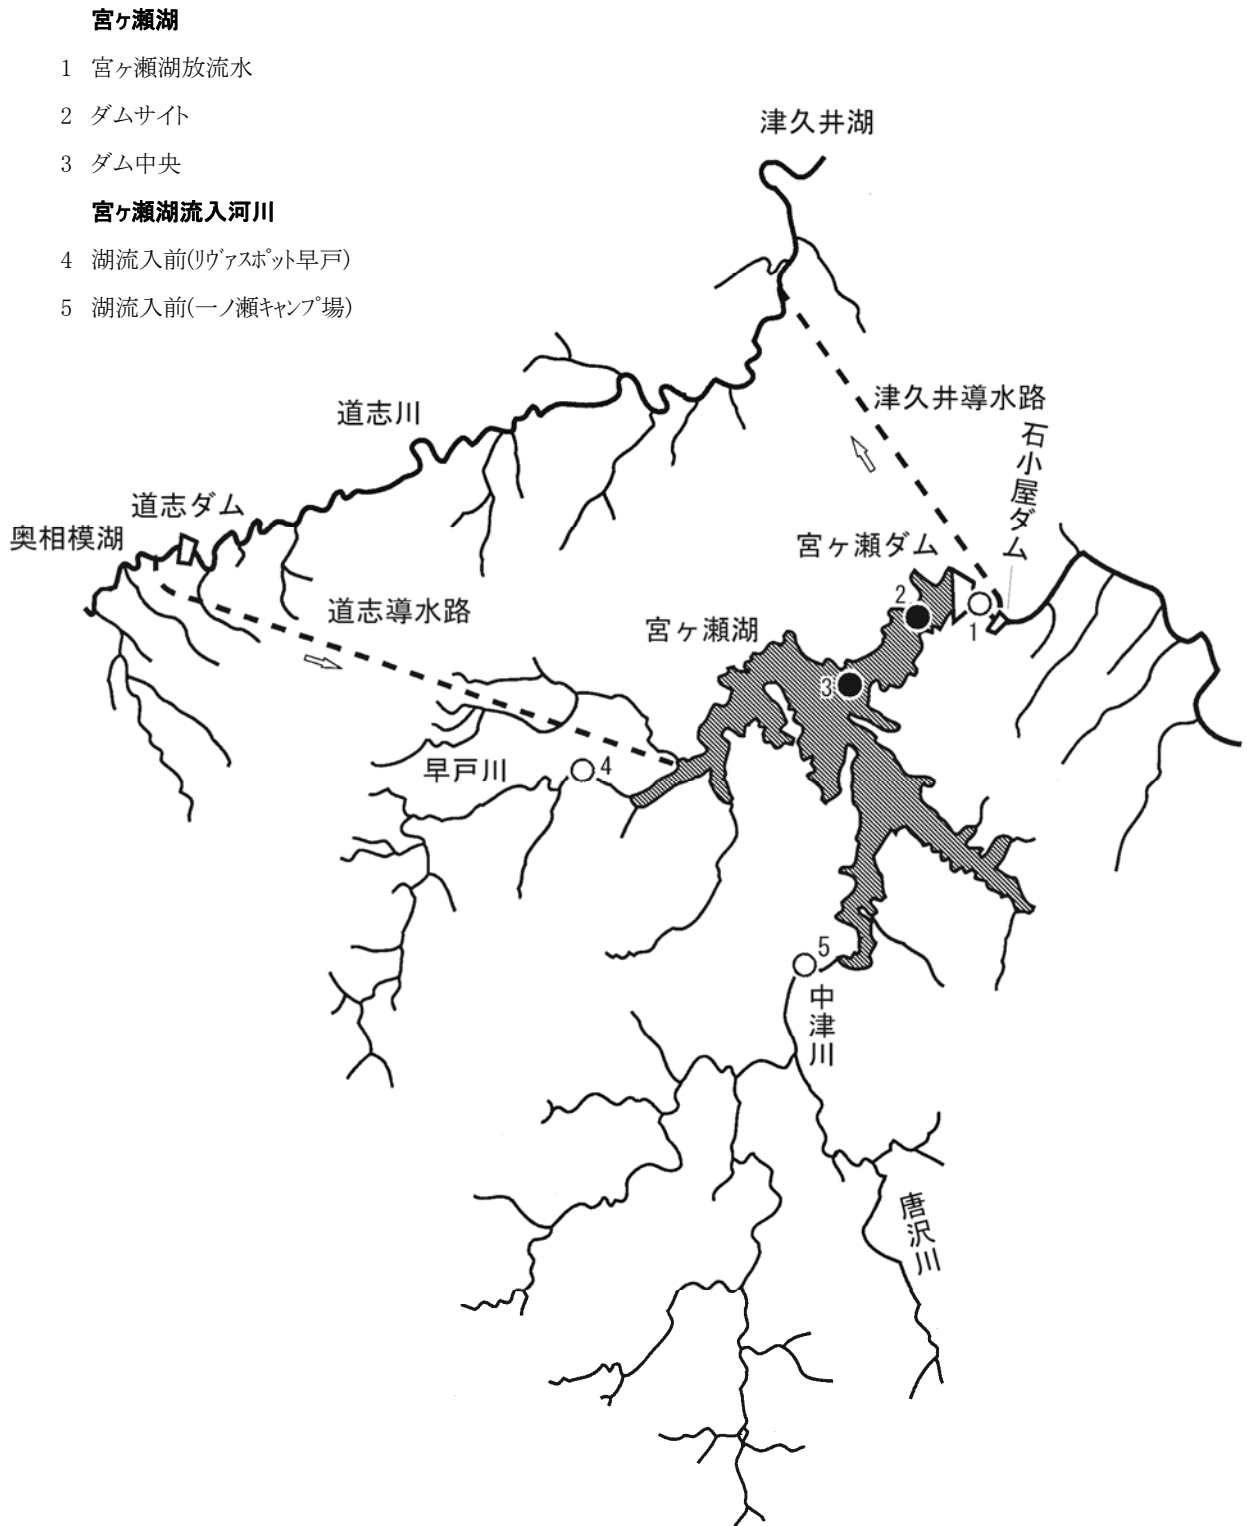 宮ヶ瀬湖
1 宮ヶ瀬湖放流水
2 ダムサイト
3 ダム中央
宮ヶ瀬湖流入河川
4 湖流入前(リヴァスポット早戸)
5 湖流入前(一ノ瀬キャンプ場)
津久井湖
津久井導水路
道志川
石小屋ダム
道志ダム
奥相模湖
宮ヶ瀬ダム
道志導水路
宮ヶ瀬湖
2
1
3
早戸川
4
5
中津川
唐沢川